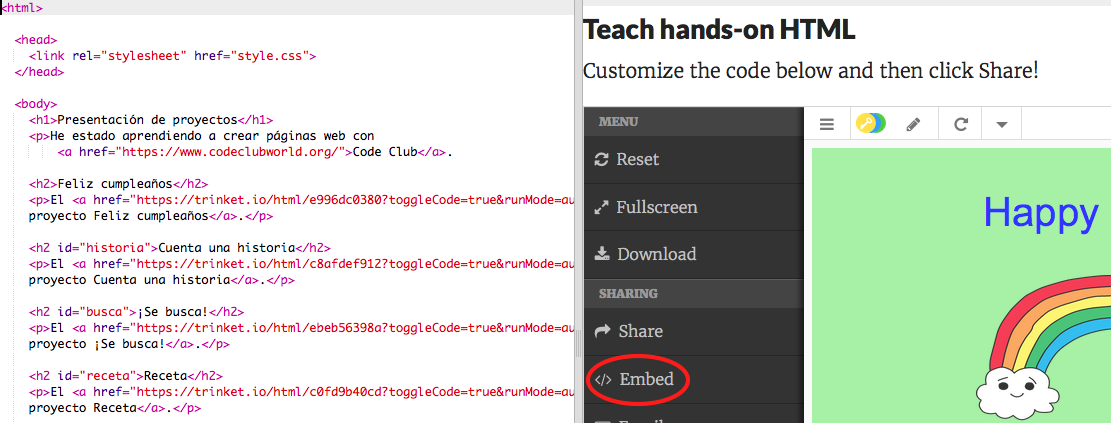 <html>
<head>
<link rel="stylesheet" href="style.css">
</head>
<body>
<h1>Presentación de proyectos</h1>
<p>He estado aprendiendo a crear páginas web con
<a href="https://www.codeclubworld.org/">Code Club</a>.
<h2>Feliz cumpleaños</h2>
<p>El <a href="https://trinket.io/html/e996dc0380?toggleCode=true&runMode=au
proyecto Feliz cumpleaños</a>.</p>
<h2 id="historia">Cuenta una historia</h2>
<p>El <a href="https://trinket.io/html/c8afdef912?toggleCode=true&runMode=au
proyecto Cuenta una historia</a>.</p>
<h2 id="busca">¡Se busca!</h2>
<p>El <a href="https://trinket.io/html/ebeb56398a?toggleCode=true&runMode=au
proyecto ¡Se busca!</a>.</p>
<h2 id="receta">Receta</h2>
<p>El <a href="https://trinket.io/html/c0fd9b40cd?toggleCode=true&runMode=au
proyecto Receta</a>.</p>
Teach hands-on HTML
Customize the code below and then click Share!
MENU
Reset
Fullscreen
Download
SHARING
Share
</> Embed
Happy